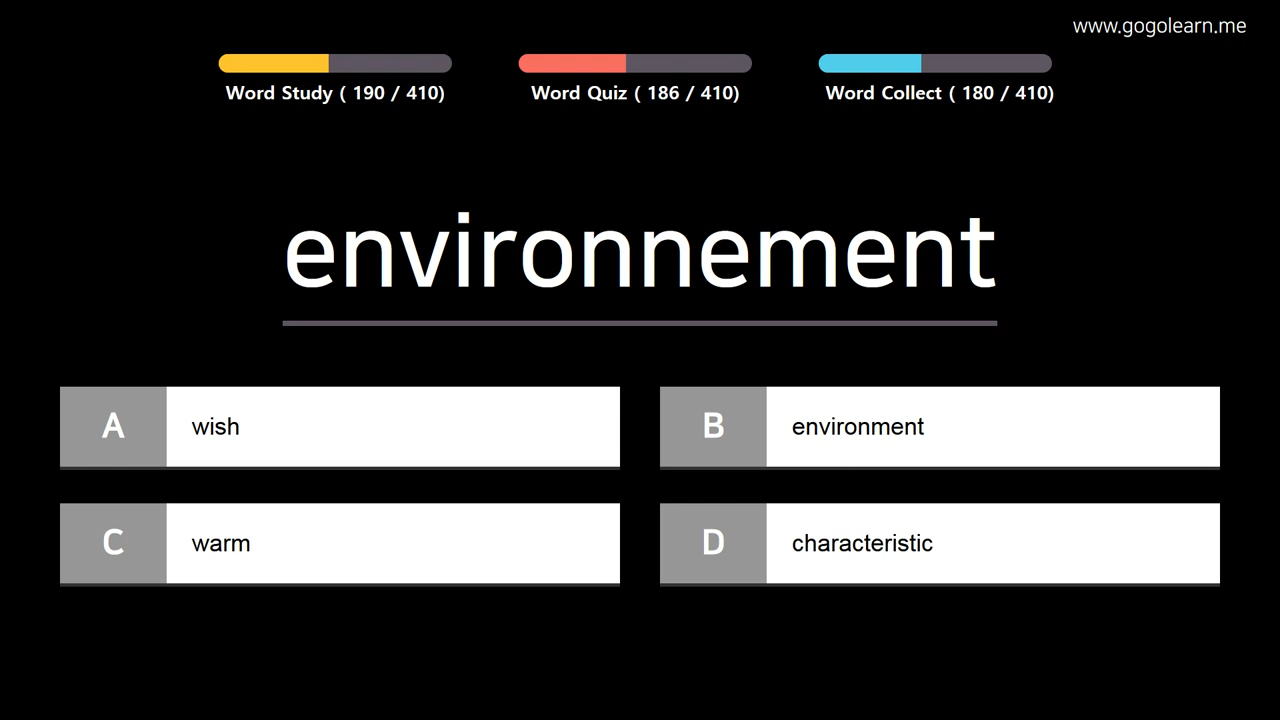 www.gogolearn.me
Word Study ( 190 / 410)
Word Quiz ( 186 / 410)
Word Collect ( 180 / 410)
environnement
A wish
B environment
C warm
D characteristic